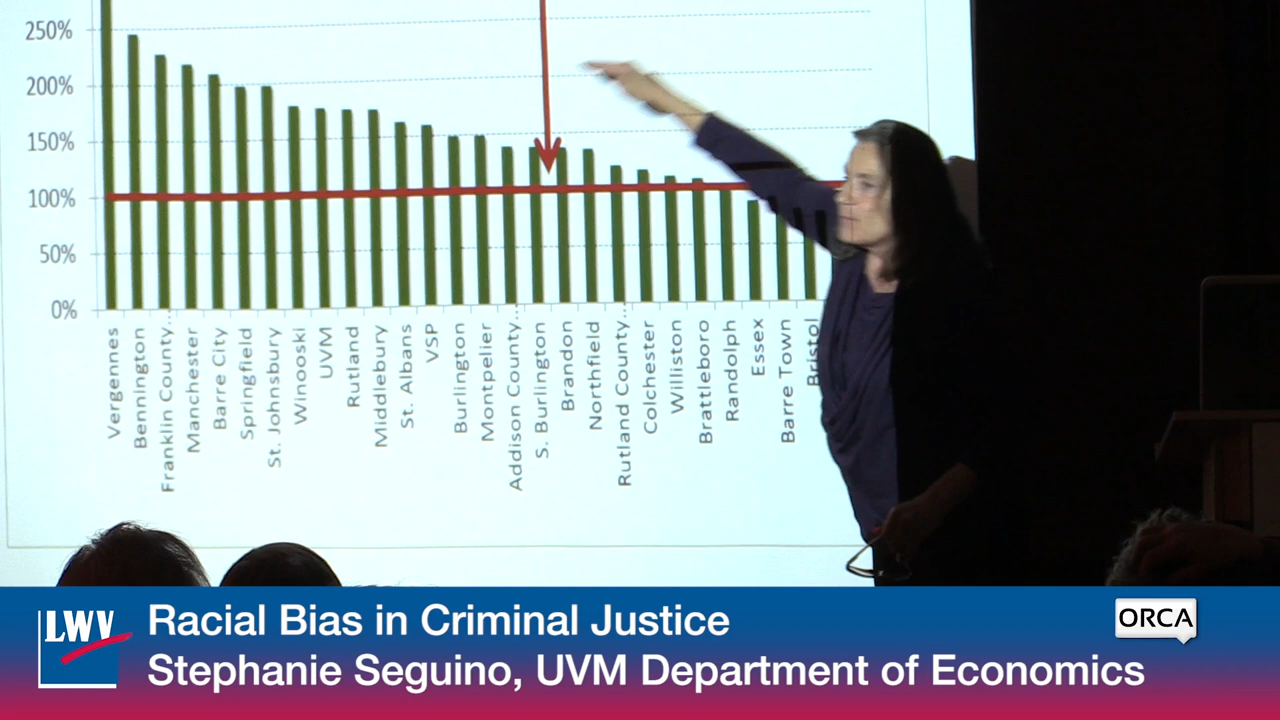 250%
200%
150%
100%
50%
0%
Vergennes
Bennington
Franklin County...
Manchester
Barre City
Springfield
St. Johnsbury
Winooski
UVM
Rutland
Middlebury
St. Albans
VSP
Burlington
Montpelier
Addison County...
S. Burlington
Brandon
Northfield
Rutland County...
Colchester
Williston
Brattleboro
Randolph
Essex
Barre Town
Bristol
LWV
Racial Bias in Criminal Justice
ORCA
Stephanie Seguino, UVM Department of Economics